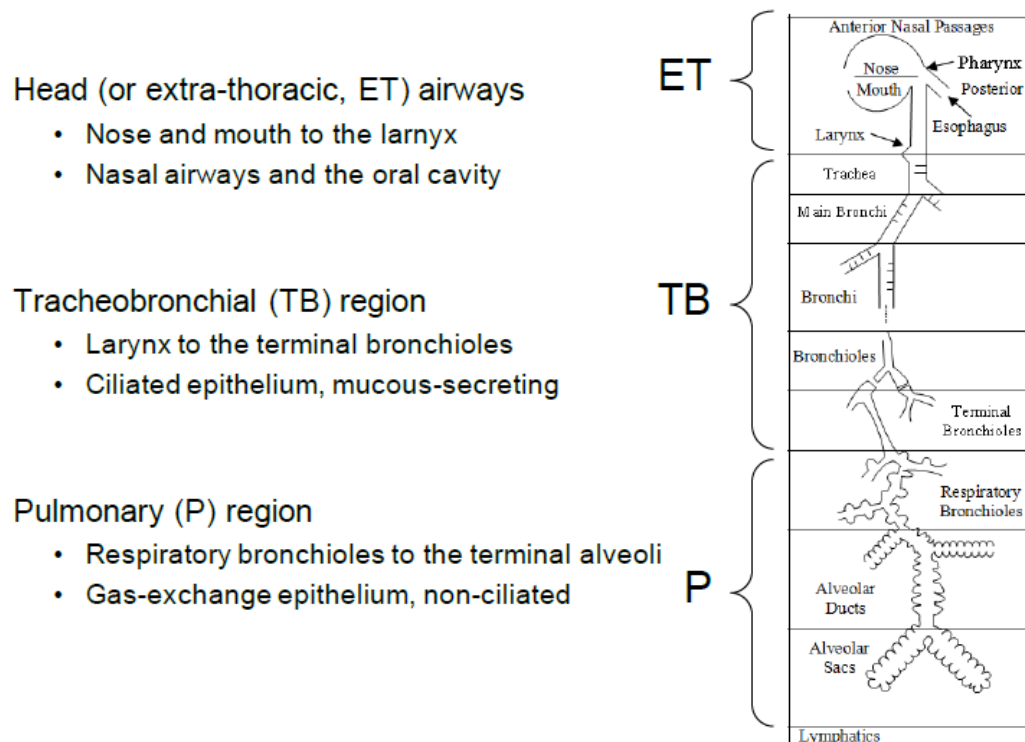 Head (or extra-thoracic, ET) airways
• Nose and mouth to the larnyx
• Nasal airways and the oral cavity
Tracheobronchial (TB) region
• Larynx to the terminal bronchioles
• Ciliated epithelium, mucous-secreting
Pulmonary (P) region
• Respiratory bronchioles to the terminal alveoli
• Gas-exchange epithelium, non-ciliated
ET
TB
P
Anterior Nasal Passages
Pharynx
Nose
Mouth
Posterior
Esophagus
Larynx
Trachea
Main Bronchi
Bronchi
Bronchioles
Terminal
Bronchioles
Respiratory
Bronchioles
Alveolar
Ducts
Alveolar
Sacs
Lymphatics